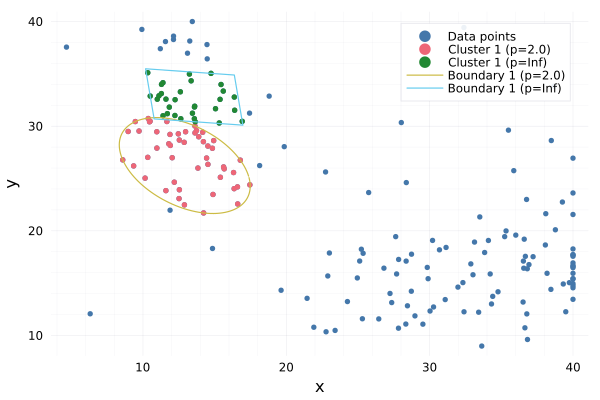 40
30
20
10
y
10
20
30
40
x
Data points
Cluster 1 (p=2.0)
Cluster 1 (p=Inf)
Boundary 1 (p=2.0)
Boundary 1 (p=Inf)